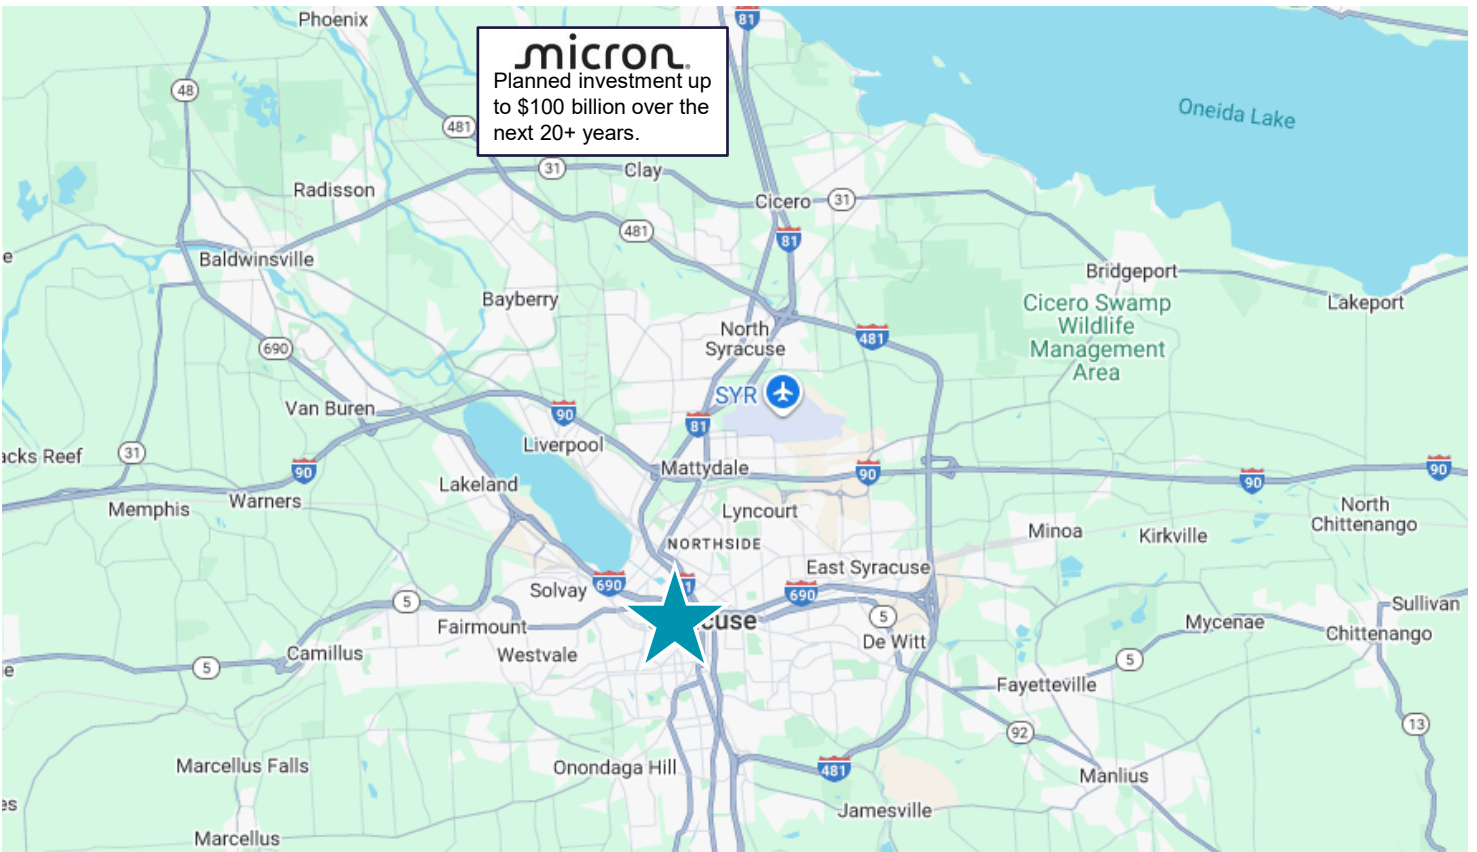 Phoenix
81
micron
Planned investment up
to $100 billion over the
next 20+ years.
48
481
Oneida Lake
31
Clay
Radisson
Cicero
31
481
81
e
Baldwinsville
Bridgeport
Bayberry
Lakeport
Cicero Swamp
Wildlife
Management
Area
North
Syracuse
481
690
SYR
Van Buren
90
81
Liverpool
acks Reef
31
90
Mattydale
90
90
90
Lakeland
Memphis
Warners
Lyncourt
North
Chittenango
Minoa
Kirkville
NORTHSIDE
East Syracuse
Solvay
690
1
690
5
Sullivan
Fairmount
cuse
5
De Witt
Mycenae
Chittenango
Camillus
Westvale
5
5
e
Fayetteville
92
13
Marcellus Falls
Onondaga Hill
481
Manlius
es
Jamesville
Marcellus